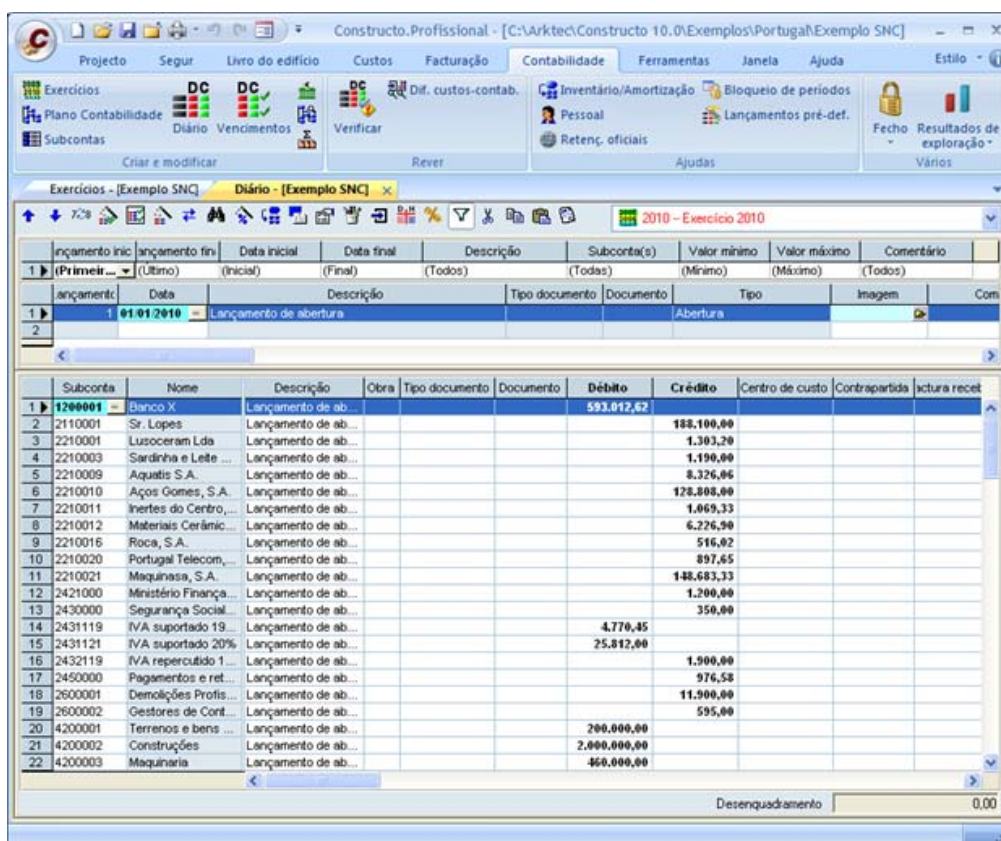 Constructo.Profissional - [C:\Arktec\Constructo 10.0\Exemplos\Portugal\Exemplo SNC]
Projecto Segur Livro do edifício Custos Facturação Contabilidade Ferramentas Janela Ajuda Estilo
Exercícios
Plano Contabilidade
Subcontas
DC Diário
DC Vencimentos
Criar e modificar
DC Verificar
Dif. custos-contab.
Rever
Inventário/Amortização
Pessoal
Retenç. oficiais
Bloqueio de períodos
Lançamentos pré-def.
Ajudas
Fecho
Resultados de exploração
Vários
Exercícios - [Exemplo SNC] Diário - [Exemplo SNC]
2010 - Exercício 2010
ançamento inic ançamento fin Data inicial Data final Descrição Subconta(s) Valor mínimo Valor máximo Comentário
1 (Primeir... (Último) (Inicial) (Final) (Todos) (Todas) (Mínimo) (Máximo) (Todos)
ançamento Data Descrição Tipo documento Documento Tipo Imagem Com
1 1 01/01/2010 Lançamento de abertura Abertura
2
Subconta Nome Descrição Obra Tipo documento Documento Débito Crédito Centro de custo Contrapartida actura receb
1 1200001 Banco X Lançamento de ab... 593.012,62
2 2110001 Sr. Lopes Lançamento de ab... 188.100,00
3 2210001 Lusoceram Lda Lançamento de ab... 1.303,20
4 2210003 Sardinha e Leite ... Lançamento de ab... 1.190,00
5 2210009 Aquatis S.A. Lançamento de ab... 8.326,06
6 2210010 Aços Gomes, S.A. Lançamento de ab... 128.808,00
7 2210011 Inertes do Centro,... Lançamento de ab... 1.069,33
8 2210012 Materiais Cerâmic... Lançamento de ab... 6.226,90
9 2210016 Roca, S.A. Lançamento de ab... 516,02
10 2210020 Portugal Telecom,... Lançamento de ab... 897,65
11 2210021 Maquinasa, S.A. Lançamento de ab... 148.683,33
12 2421000 Ministério Finança... Lançamento de ab... 1.200,00
13 2430000 Segurança Social... Lançamento de ab... 350,00
14 2431119 IVA suportado 19... Lançamento de ab... 4.770,45
15 2431121 IVA suportado 20% Lançamento de ab... 25.812,00
16 2432119 IVA repercutido 1... Lançamento de ab... 1.900,00
17 2450000 Pagamentos e ret... Lançamento de ab... 976,58
18 2600001 Demolições Profis... Lançamento de ab... 11.900,00
19 2600002 Gestores de Cont... Lançamento de ab... 595,00
20 4200001 Terrenos e bens ... Lançamento de ab... 200.000,00
21 4200002 Construções Lançamento de ab... 2.000.000,00
22 4200003 Maquinaria Lançamento de ab... 460.000,00
Desenquadramento 0,00